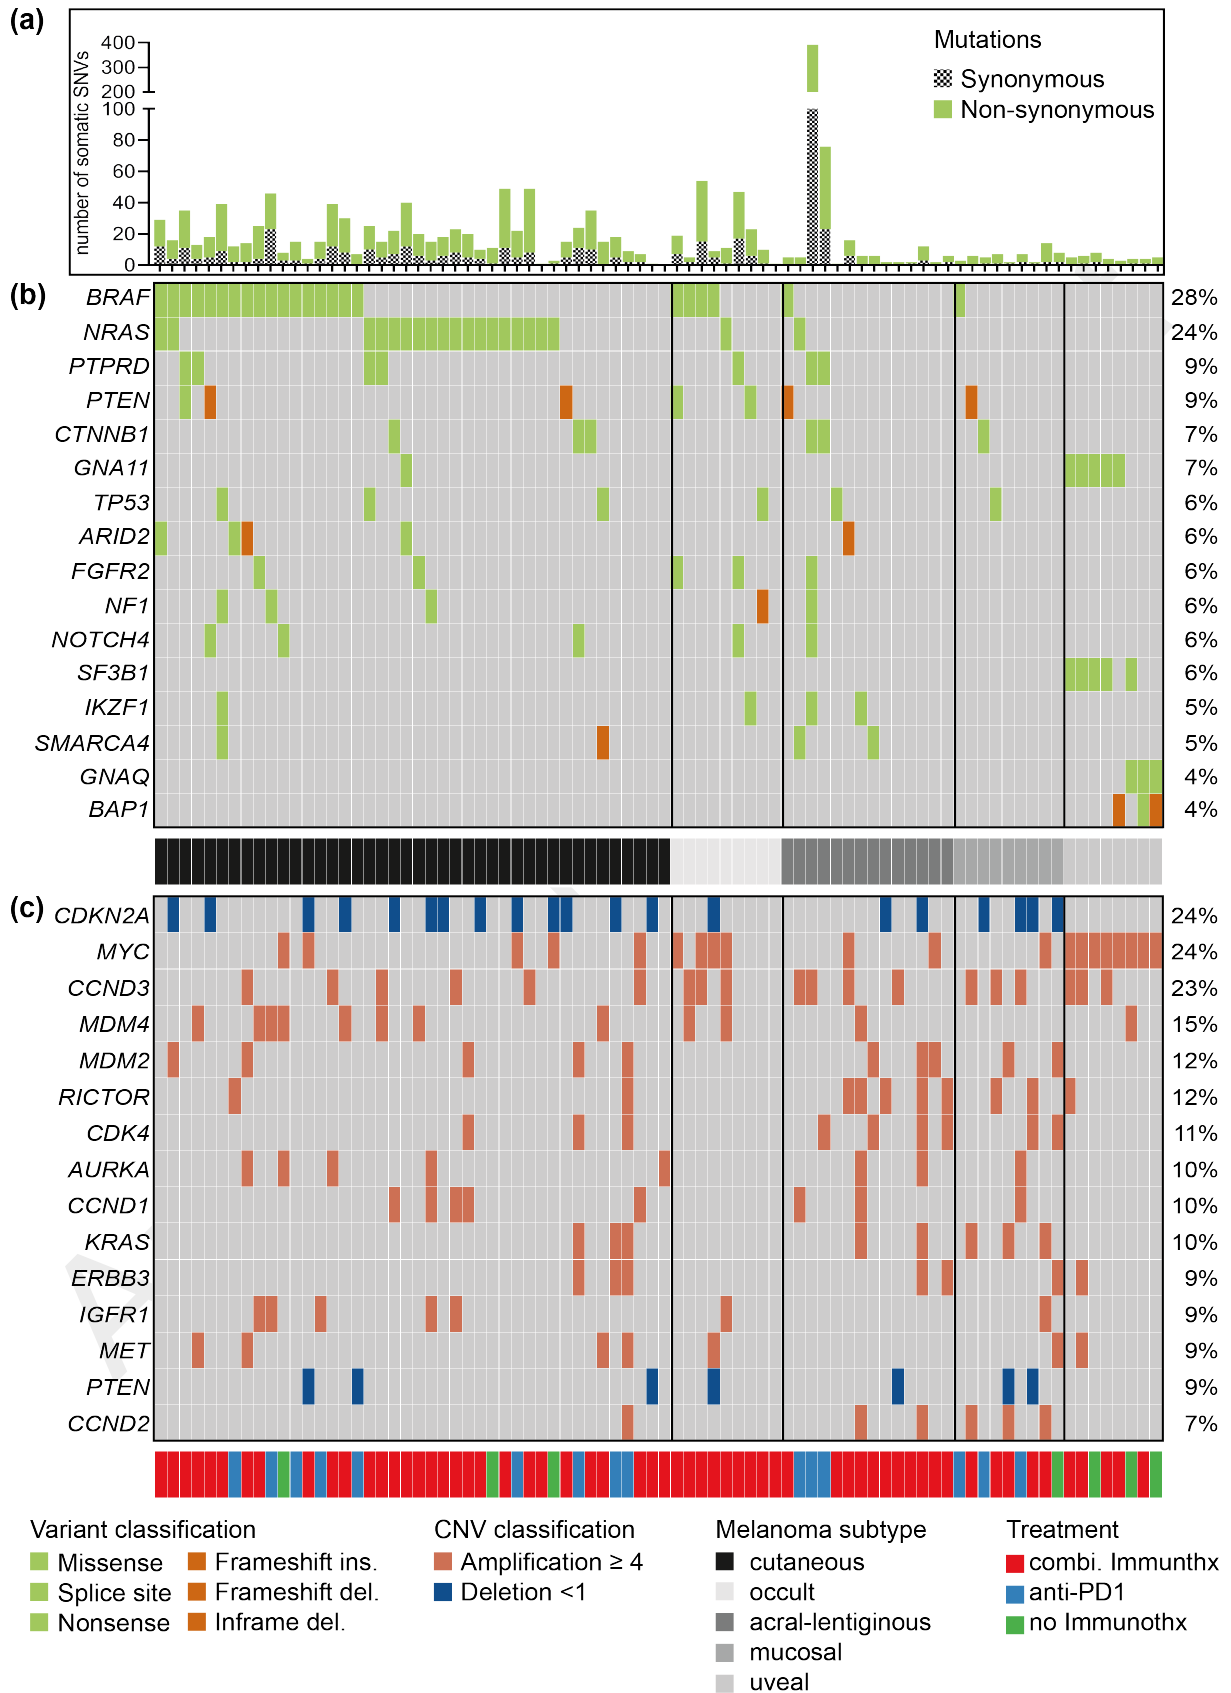 (a)
number of somatic SNVs
400
300
200
100
80
60
40
20
0
Mutations
Synonymous
Non-synonymous
(b)
BRAF 28%
NRAS 24%
PTPRD 9%
PTEN 9%
CTNNB1 7%
GNA11 7%
TP53 6%
ARID2 6%
FGFR2 6%
NF1 6%
NOTCH4 6%
SF3B1 6%
IKZF1 5%
SMARCA4 5%
GNAQ 4%
BAP1 4%
(c)
CDKN2A 24%
MYC 24%
CCND3 23%
MDM4 15%
MDM2 12%
RICTOR 12%
CDK4 11%
AURKA 10%
CCND1 10%
KRAS 10%
ERBB3 9%
IGFR1 9%
MET 9%
PTEN 9%
CCND2 7%
Variant classification
Missense
Splice site
Nonsense
Frameshift ins.
Frameshift del.
Inframe del.
CNV classification
Amplification ≥ 4
Deletion <1
Melanoma subtype
cutaneous
occult
acral-lentiginous
mucosal
uveal
Treatment
combi. Immunthx
anti-PD1
no Immunothx